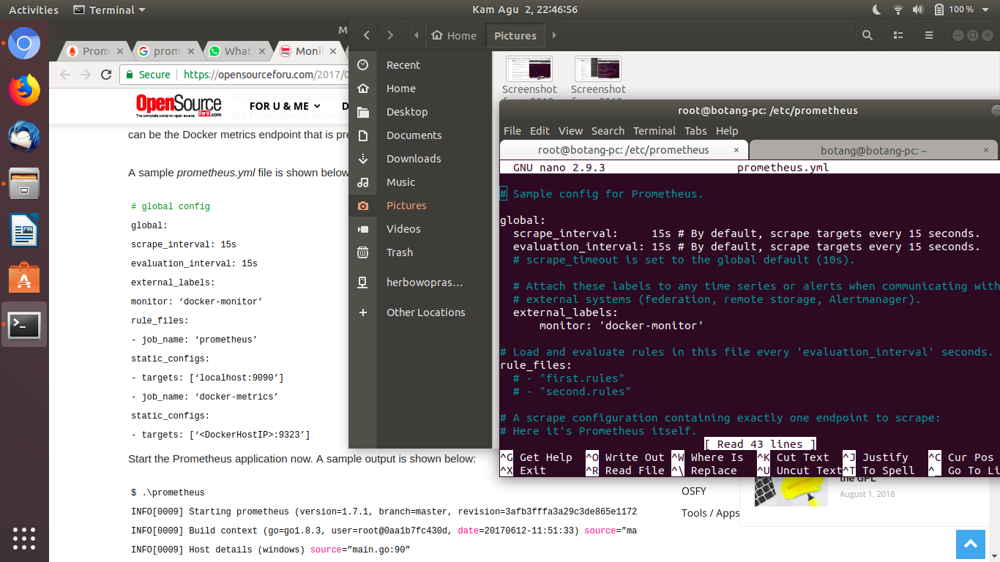 Activities Terminal Kam Agu 2, 22:46:56 100 %
Prom
prom
What
Moni
Secure https://opensourceforu.com/2017/0
OpenSource
ForU.com
The complete portal on open source
FOR U & ME
can be the Docker metrics endpoint that is pre
A sample prometheus.yml file is shown below
# global config
global:
scrape_interval: 15s
evaluation_interval: 15s
external_labels:
monitor: ‘docker-monitor’
rule_files:
- job_name: ‘prometheus’
static_configs:
- targets: [‘localhost:9090’]
- job_name: ‘docker-metrics’
static_configs:
- targets: [‘<DockerHostIP>:9323’]
Start the Prometheus application now. A sample output is shown below:
$ .\prometheus
INFO[0009] Starting prometheus (version=1.7.1, branch=master, revision=3afb3fffa3a29c3de865e1172
INFO[0009] Build context (go=go1.8.3, user=root@0aa1b7fc430d, date=20170612-11:51:33) source=”ma
INFO[0009] Host details (windows) source=”main.go:90”
Home Pictures
Recent
Home
Desktop
Documents
Downloads
Music
Pictures
Videos
Trash
herbowopras…
Other Locations
Screenshot
Screenshot
root@botang-pc: /etc/prometheus
File Edit View Search Terminal Tabs Help
root@botang-pc: /etc/prometheus × botang@botang-pc: ~ ×
GNU nano 2.9.3 prometheus.yml
# Sample config for Prometheus.
global:
scrape_interval: 15s # By default, scrape targets every 15 seconds.
evaluation_interval: 15s # By default, scrape targets every 15 seconds.
# scrape_timeout is set to the global default (10s).
# Attach these labels to any time series or alerts when communicating with
# external systems (federation, remote storage, Alertmanager).
external_labels:
monitor: 'docker-monitor'
# Load and evaluate rules in this file every 'evaluation_interval' seconds.
rule_files:
# - "first.rules"
# - "second.rules"
# A scrape configuration containing exactly one endpoint to scrape:
# Here it's Prometheus itself.
[ Read 43 lines ]
^G Get Help ^O Write Out ^W Where Is ^K Cut Text ^J Justify ^C Cur Pos
^X Exit ^R Read File ^\ Replace ^U Uncut Text ^T To Spell ^_ Go To Li
OSFY
Tools / Apps
the GPL
August 1, 2018